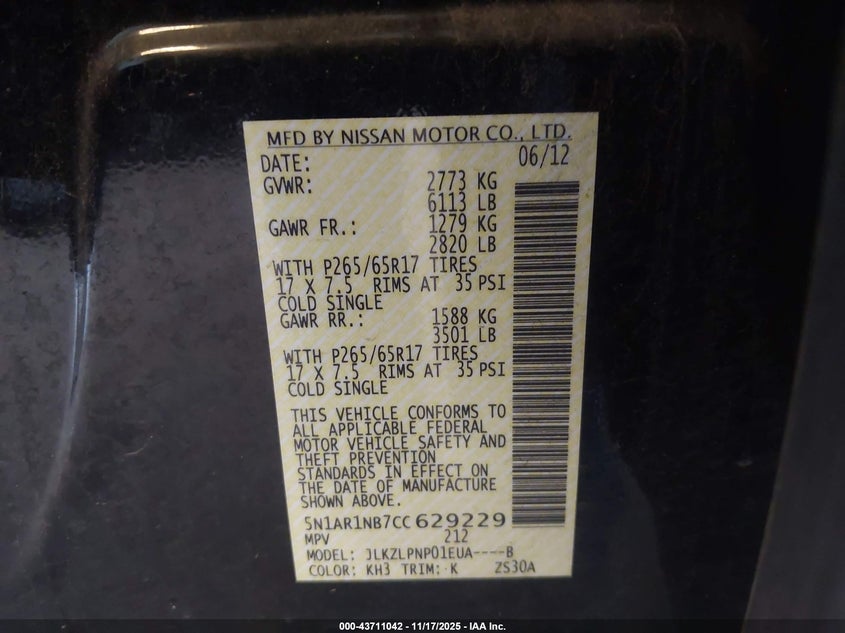 MFD BY NISSAN MOTOR CO., LTD.
DATE: 06/12
GVWR: 2773 KG
6113 LB
GAWR FR.: 1279 KG
2820 LB
WITH P265/65R17 TIRES
17 X 7.5 RIMS AT 35 PSI
COLD SINGLE
GAWR RR.: 1588 KG
3501 LB
WITH P265/65R17 TIRES
17 X 7.5 RIMS AT 35 PSI
COLD SINGLE
THIS VEHICLE CONFORMS TO
ALL APPLICABLE FEDERAL
MOTOR VEHICLE SAFETY AND
THEFT PREVENTION
STANDARDS IN EFFECT ON
THE DATE OF MANUFACTURE
SHOWN ABOVE.
5N1AR1NB7CC629229
MPV 212
MODEL: JLKZLPNP01EUA----B
COLOR: KH3 TRIM: K ZS30A
000-43711042 - 11/17/2025 - IAA Inc.